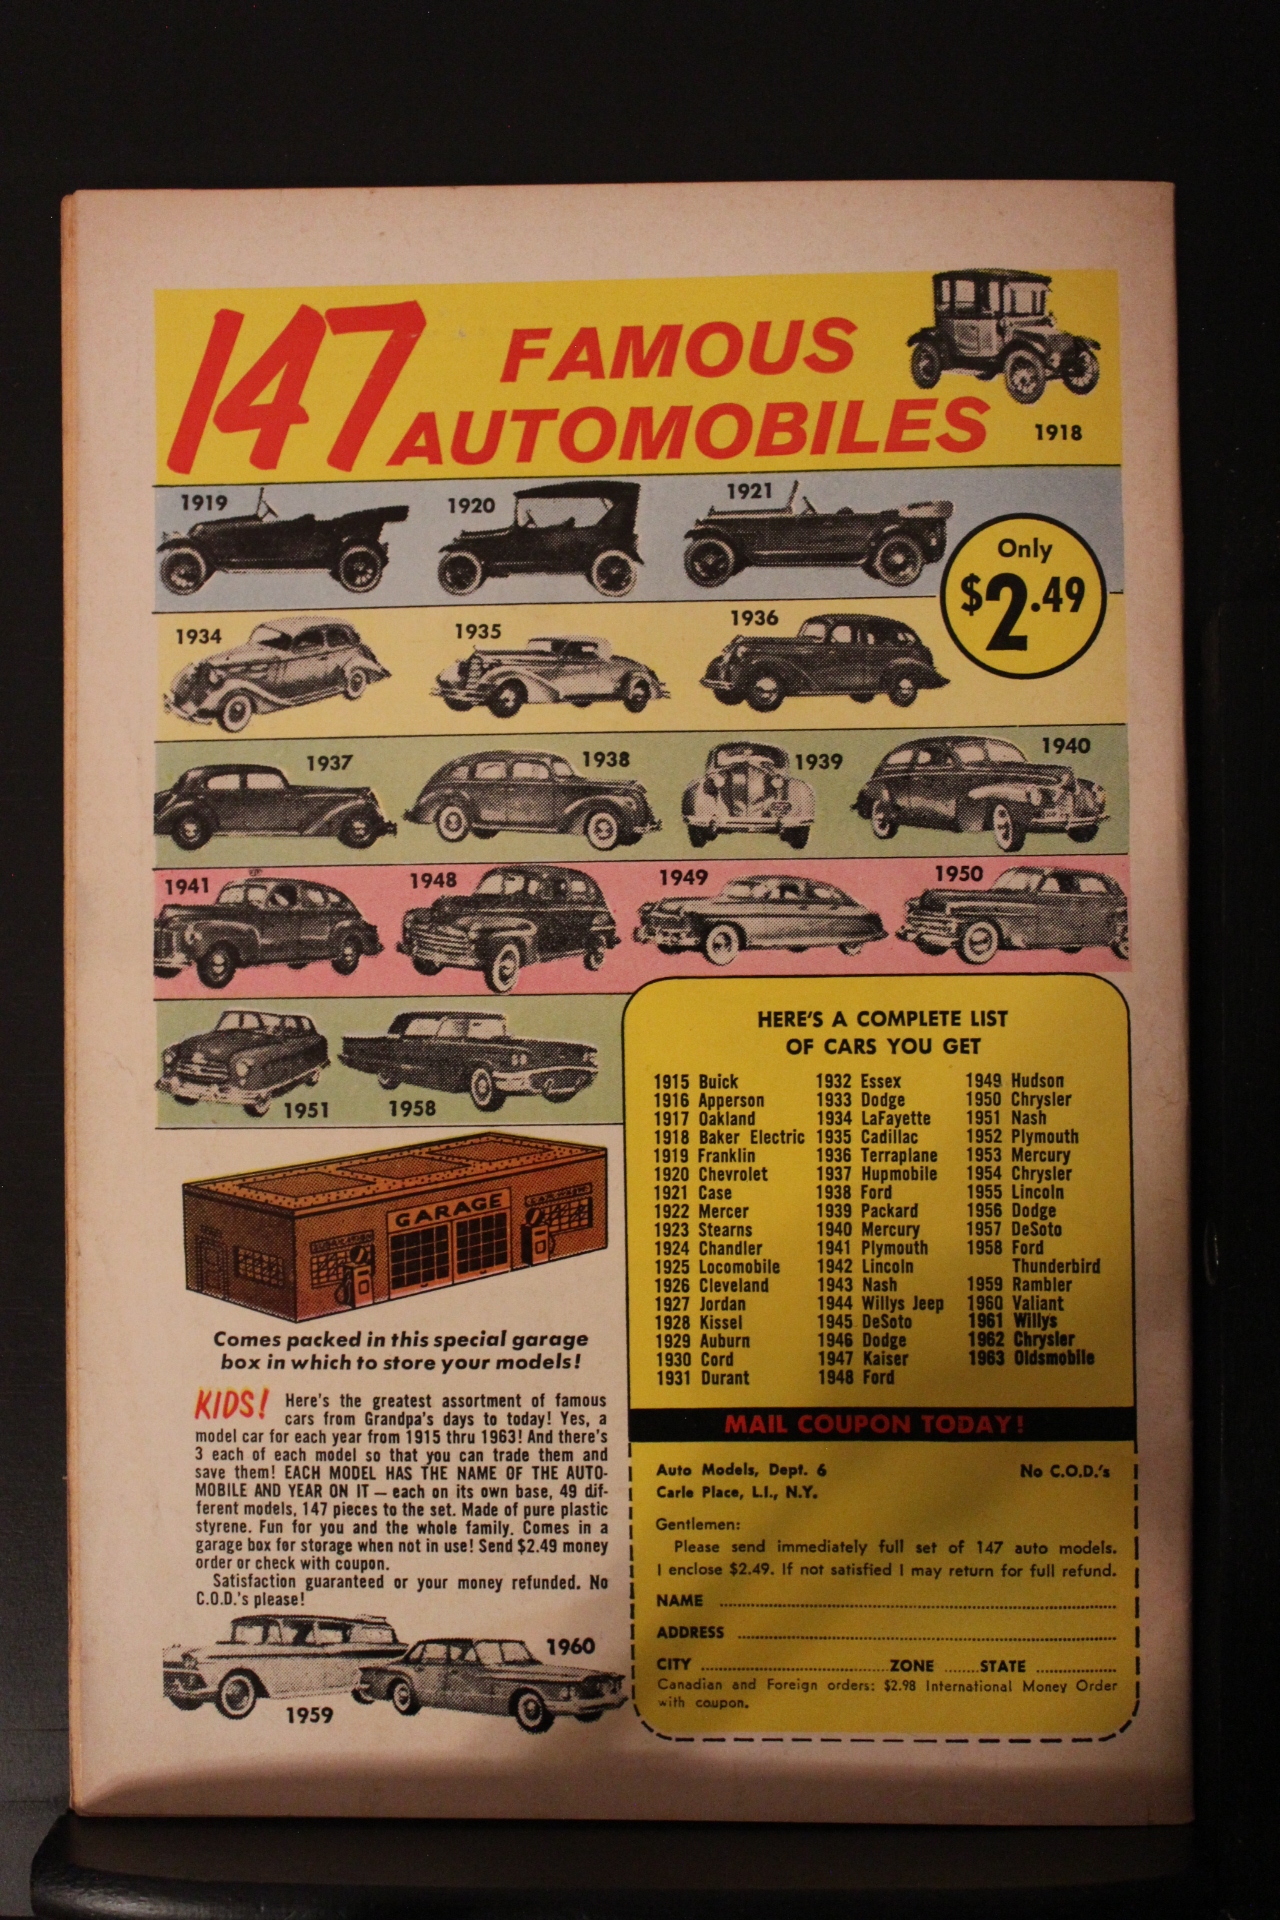 147 FAMOUS
AUTOMOBILES
1918
1919
1920
1921
Only
$2.49
1934
1935
1936
1937
1938
1939
1940
1941
1948
1949
1950
1951
1958
GARAGE
Comes packed in this special garage
box in which to store your models!
KIDS! Here's the greatest assortment of famous
cars from Grandpa's days to today! Yes, a
model car for each year from 1915 thru 1963! And there's
3 each of each model so that you can trade them and
save them! EACH MODEL HAS THE NAME OF THE AUTO-
MOBILE AND YEAR ON IT — each on its own base, 49 dif-
ferent models, 147 pieces to the set. Made of pure plastic
styrene. Fun for you and the whole family. Comes in a
garage box for storage when not in use! Send $2.49 money
order or check with coupon.
Satisfaction guaranteed or your money refunded. No
C.O.D.'s please!
1959
1960
HERE'S A COMPLETE LIST
OF CARS YOU GET
1915 Buick
1916 Apperson
1917 Oakland
1918 Baker Electric
1919 Franklin
1920 Chevrolet
1921 Case
1922 Mercer
1923 Stearns
1924 Chandler
1925 Locomobile
1926 Cleveland
1927 Jordan
1928 Kissel
1929 Auburn
1930 Cord
1931 Durant
1932 Essex
1933 Dodge
1934 LaFayette
1935 Cadillac
1936 Terraplane
1937 Hupmobile
1938 Ford
1939 Packard
1940 Mercury
1941 Plymouth
1942 Lincoln
1943 Nash
1944 Willys Jeep
1945 DeSoto
1946 Dodge
1947 Kaiser
1948 Ford
1949 Hudson
1950 Chrysler
1951 Nash
1952 Plymouth
1953 Mercury
1954 Chrysler
1955 Lincoln
1956 Dodge
1957 DeSoto
1958 Ford
Thunderbird
1959 Rambler
1960 Valiant
1961 Willys
1962 Chrysler
1963 Oldsmobile
MAIL COUPON TODAY!
Auto Models, Dept. 6 No C.O.D.'s
Carle Place, L.I., N.Y.
Gentlemen:
Please send immediately full set of 147 auto models.
I enclose $2.49. If not satisfied I may return for full refund.
NAME
ADDRESS
CITY ZONE STATE
Canadian and Foreign orders: $2.98 International Money Order
with coupon.